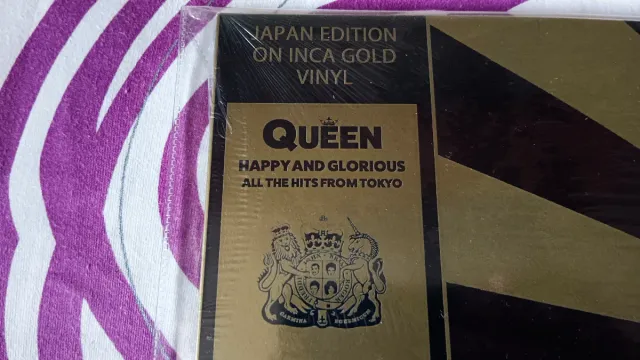 JAPAN EDITION
ON INCA GOLD
VINYL
QUEEN
HAPPY AND GLORIOUS
ALL THE HITS FROM TOKYO